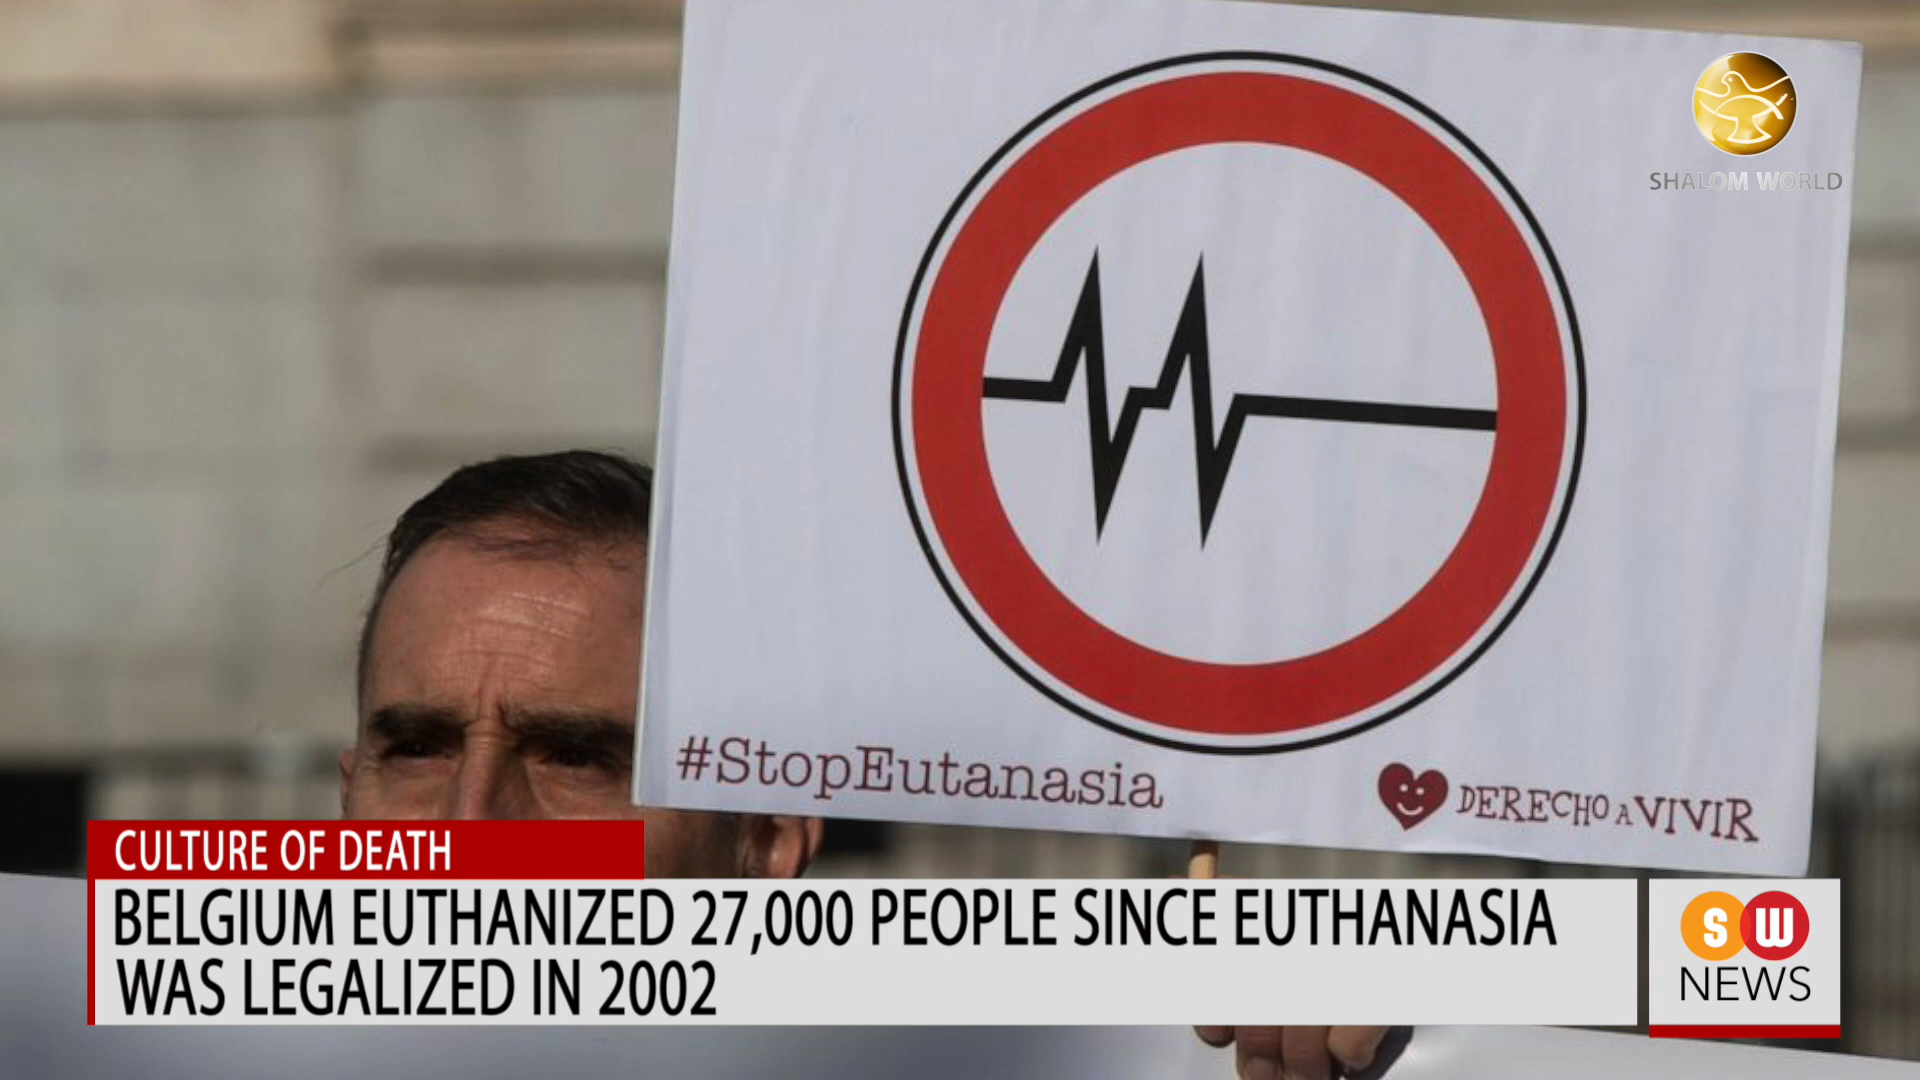 SHALOM WORLD
#StopEutanasia
DERECHO A VIVIR
CULTURE OF DEATH
BELGIUM EUTHANIZED 27,000 PEOPLE SINCE EUTHANASIA
WAS LEGALIZED IN 2002
S W
NEWS